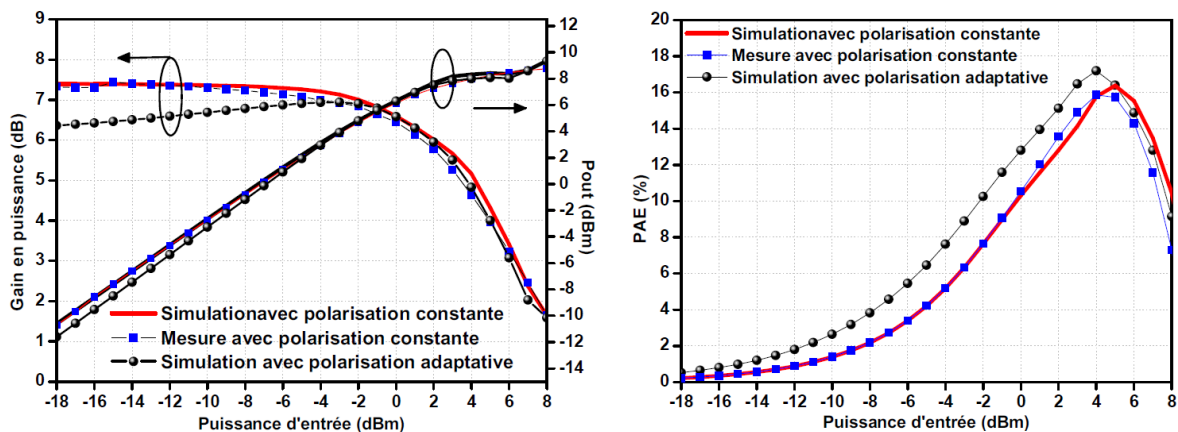 9
8
7
6
5
4
3
2
1
0
Gain en puissance (dB)
12
10
8
6
4
2
0
-2
-4
-6
-8
-10
-12
-14
Pout (dBm)
Simulationavec polarisation constante
Mesure avec polarisation constante
Simulation avec polarisation adaptative
-18 -16 -14 -12 -10 -8 -6 -4 -2 0 2 4 6 8
Puissance d'entrée (dBm)
20
18
16
14
12
10
8
6
4
2
0
PAE (%)
Simulationavec polarisation constante
Mesure avec polarisation constante
Simulation avec polarisation adaptative
-18 -16 -14 -12 -10 -8 -6 -4 -2 0 2 4 6 8
Puissance d'entrée (dBm)